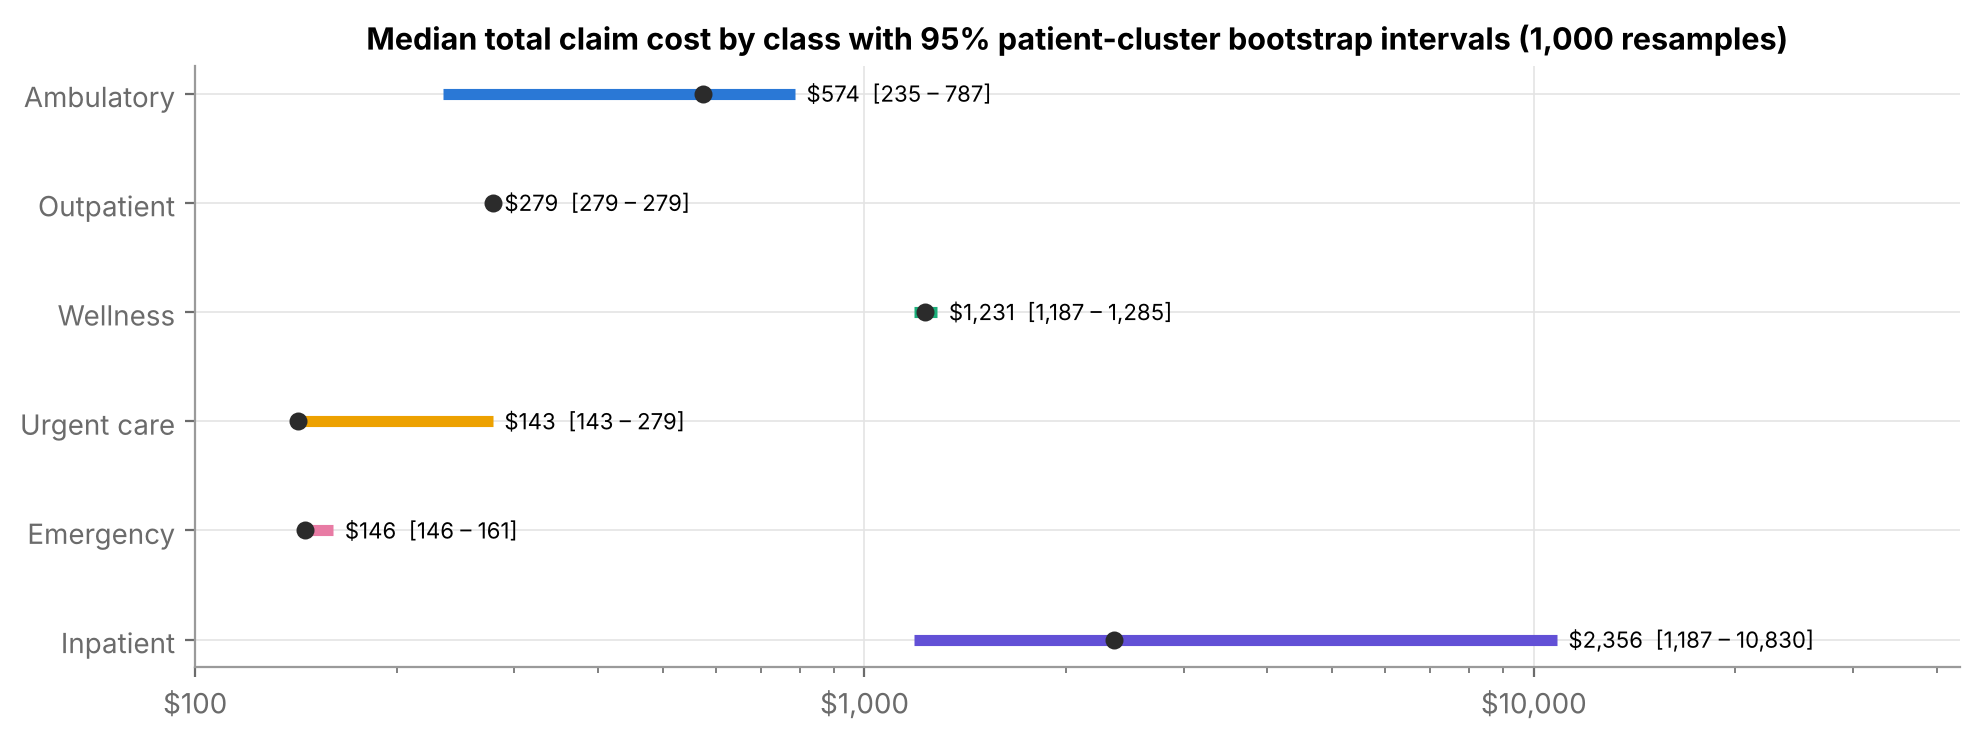 Median total claim cost by class with 95% patient-cluster bootstrap intervals (1,000 resamples)
Ambulatory
$574 [235 – 787]
Outpatient
$279 [279 – 279]
Wellness
$1,231 [1,187 – 1,285]
Urgent care
$143 [143 – 279]
Emergency
$146 [146 – 161]
Inpatient
$2,356 [1,187 – 10,830]
$100
$1,000
$10,000